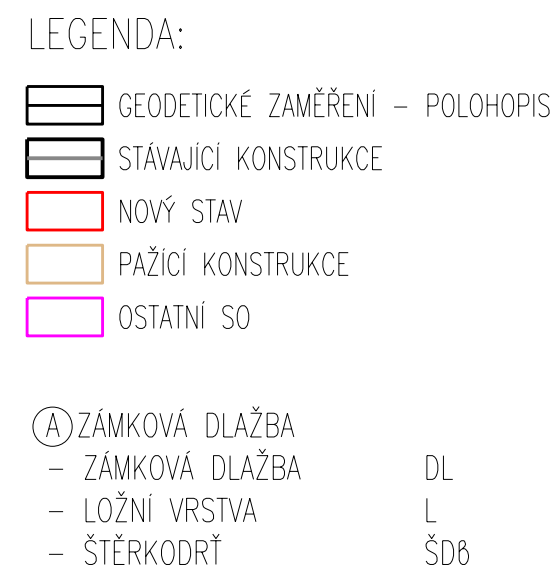 LEGENDA:
GEODETICKÉ ZAMĚŘENÍ – POLOHOPIS
STÁVAJÍCÍ KONSTRUKCE
NOVÝ STAV
PAŽÍCÍ KONSTRUKCE
OSTATNÍ SO
A ZÁMKOVÁ DLAŽBA
– ZÁMKOVÁ DLAŽBA DL
– LOŽNÍ VRSTVA L
– ŠTĚRKODRŤ ŠDB